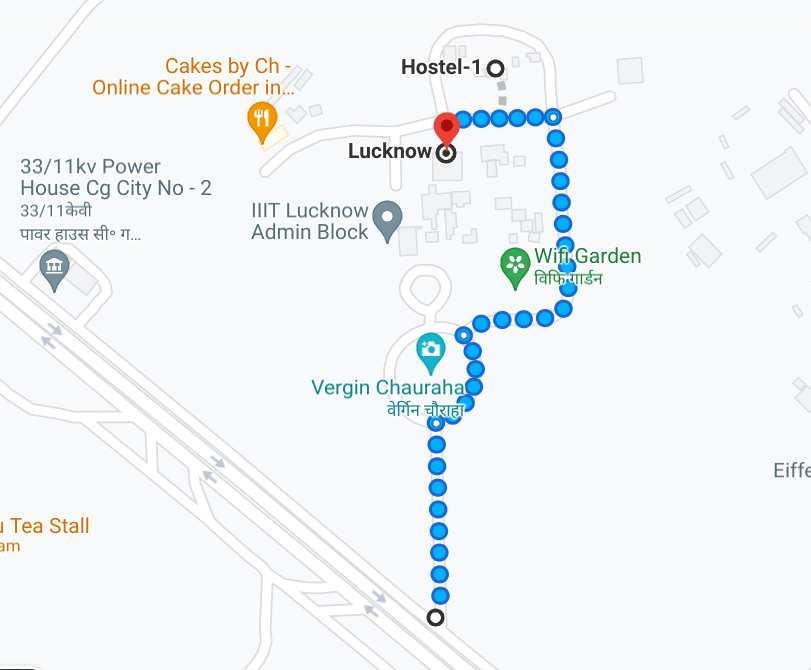 Hostel-1
Cakes by Ch -
Online Cake Order in...
Lucknow
33/11kv Power
House Cg City No - 2
33/11केवी
पावर हाउस सी॰ ग...
IIIT Lucknow
Admin Block
Wifi Garden
विफि गार्डन
Vergin Chauraha
वेर्गिन चौराहा
Eiffe
Tea Stall
am